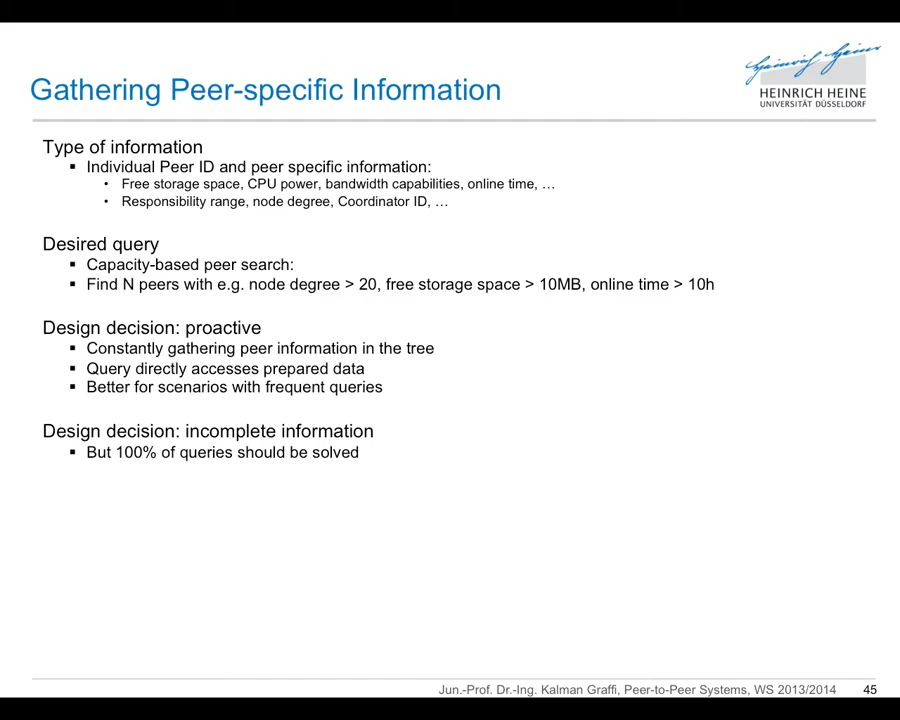 Heinrich Heine
HEINRICH HEINE
UNIVERSITÄT DÜSSELDORF
Gathering Peer-specific Information
Type of information
▪ Individual Peer ID and peer specific information:
• Free storage space, CPU power, bandwidth capabilities, online time, …
• Responsibility range, node degree, Coordinator ID, …
Desired query
▪ Capacity-based peer search:
▪ Find N peers with e.g. node degree > 20, free storage space > 10MB, online time > 10h
Design decision: proactive
▪ Constantly gathering peer information in the tree
▪ Query directly accesses prepared data
▪ Better for scenarios with frequent queries
Design decision: incomplete information
▪ But 100% of queries should be solved
Jun.-Prof. Dr.-Ing. Kalman Graffi, Peer-to-Peer Systems, WS 2013/2014 45